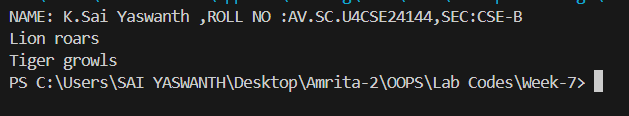 NAME: K.Sai Yaswanth ,ROLL NO :AV.SC.U4CSE24144,SEC:CSE-B
Lion roars
Tiger growls
PS C:\Users\SAI YASWANTH\Desktop\Amrita-2\OOPS\Lab Codes\Week-7>